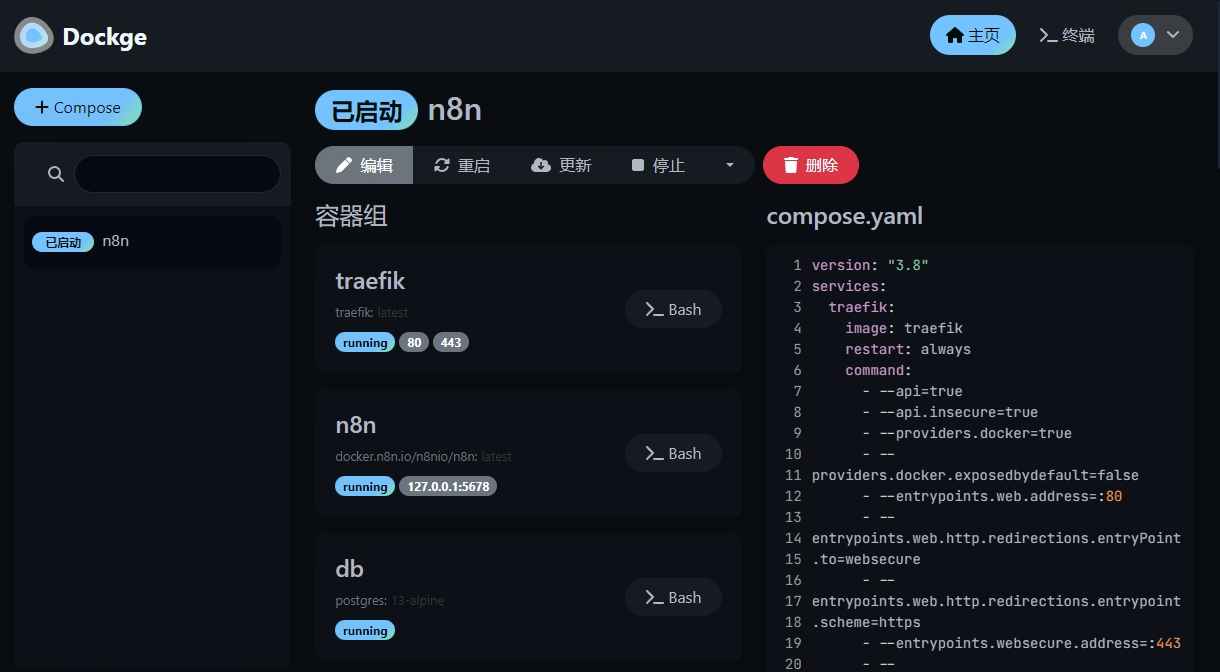 Dockge
主页
终端
A
Compose
已启动 n8n
已启动 n8n
编辑
重启
更新
停止
删除
容器组
traefik
traefik: latest
running 80 443
Bash
n8n
docker.n8n.io/n8nio/n8n: latest
running 127.0.0.1:5678
Bash
db
postgres: 13-alpine
running
Bash
compose.yaml
1 version: "3.8"
2 services:
3 traefik:
4 image: traefik
5 restart: always
6 command:
7 - --api=true
8 - --api.insecure=true
9 - --providers.docker=true
10 - --
11 providers.docker.exposedbydefault=false
12 - --entrypoints.web.address=:80
13 - --
14 entrypoints.web.http.redirections.entryPoint
15 .to=websecure
16 - --
17 entrypoints.web.http.redirections.entrypoint
18 .scheme=https
19 - --entrypoints.websecure.address=:443
20 - --